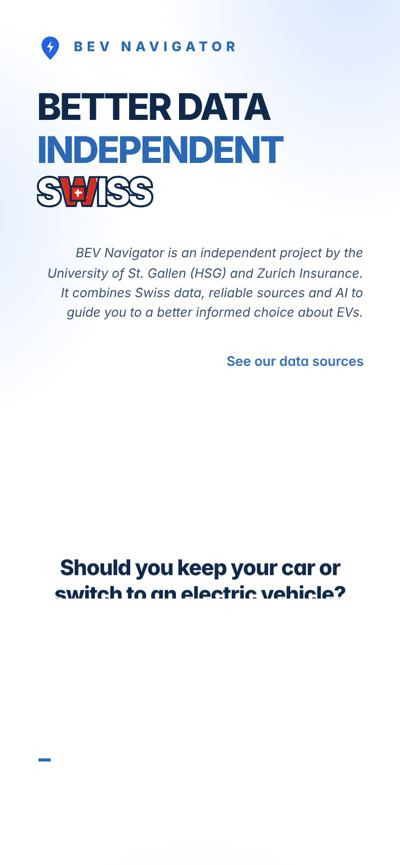 BEV NAVIGATOR
BETTER DATA
INDEPENDENT
SWISS
BEV Navigator is an independent project by the
University of St. Gallen (HSG) and Zurich Insurance.
It combines Swiss data, reliable sources and AI to
guide you to a better informed choice about EVs.
See our data sources
Should you keep your car or
switch to an electric vehicle?